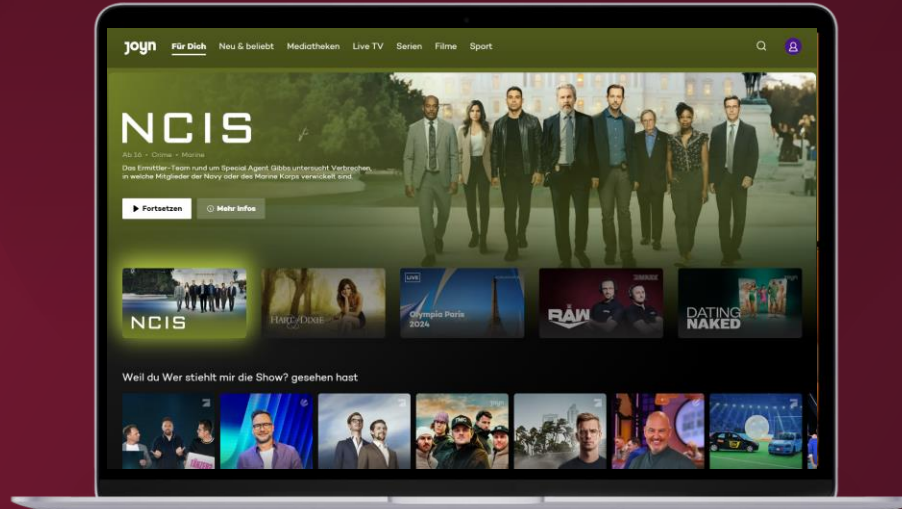 Joyn Für Dich Neu & beliebt Mediatheken Live TV Serien Filme Sport
NCIS
Ab 16 • Crime • Marine
Das Ermittler-Team rund um Special Agent Gibbs untersucht Verbrechen,
in welche Mitglieder der Navy oder des Marine Korps verwickelt sind.
Fortsetzen Mehr Infos
NCIS
HART OF DIXIE
LIVE
Olympia Paris
2024
RÅW
DATING
NAKED
joyn
Weil du Wer stiehlt mir die Show? gesehen hast
joyn